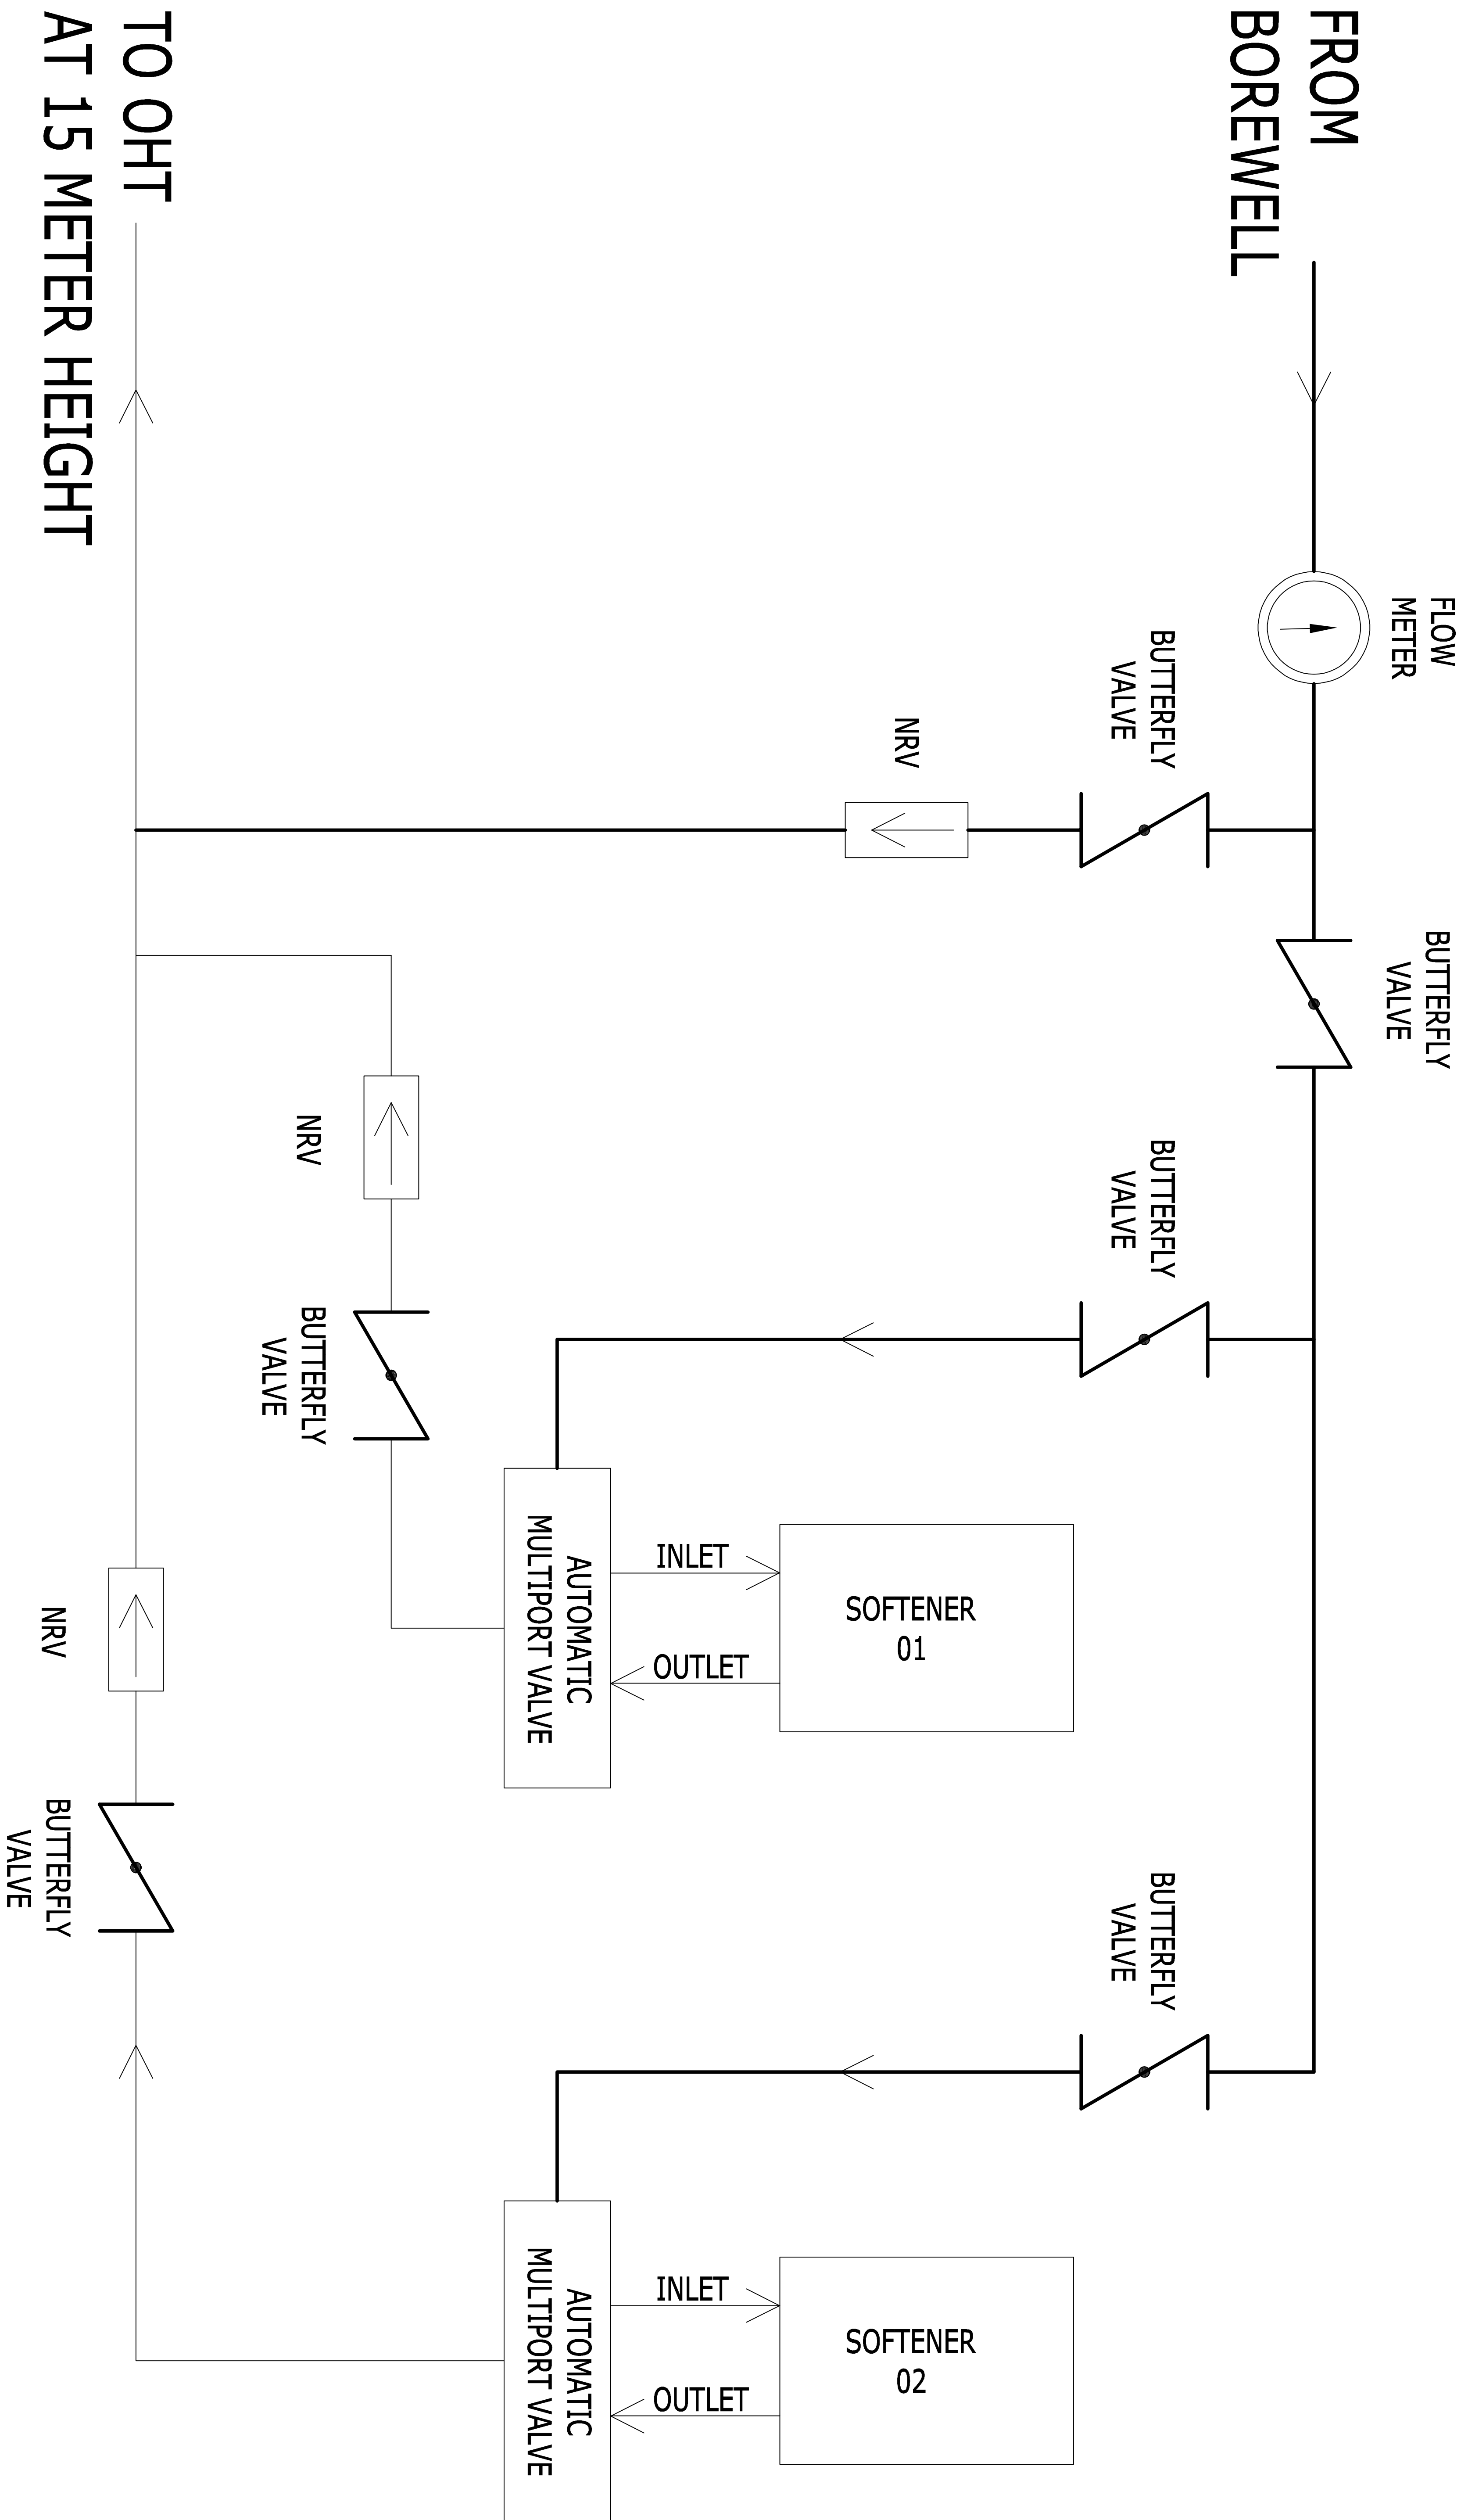 FROM
BOREWELL
TO OHT
AT 15 METER HEIGHT
FLOW
METER
BUTTERFLY
VALVE
NRV
BUTTERFLY
VALVE
NRV
BUTTERFLY
VALVE
BUTTERFLY
VALVE
AUTOMATIC
MULTIPORT VALVE
INLET
OUTLET
SOFTENER
01
NRV
BUTTERFLY
VALVE
BUTTERFLY
VALVE
AUTOMATIC
MULTIPORT VALVE
INLET
OUTLET
SOFTENER
02